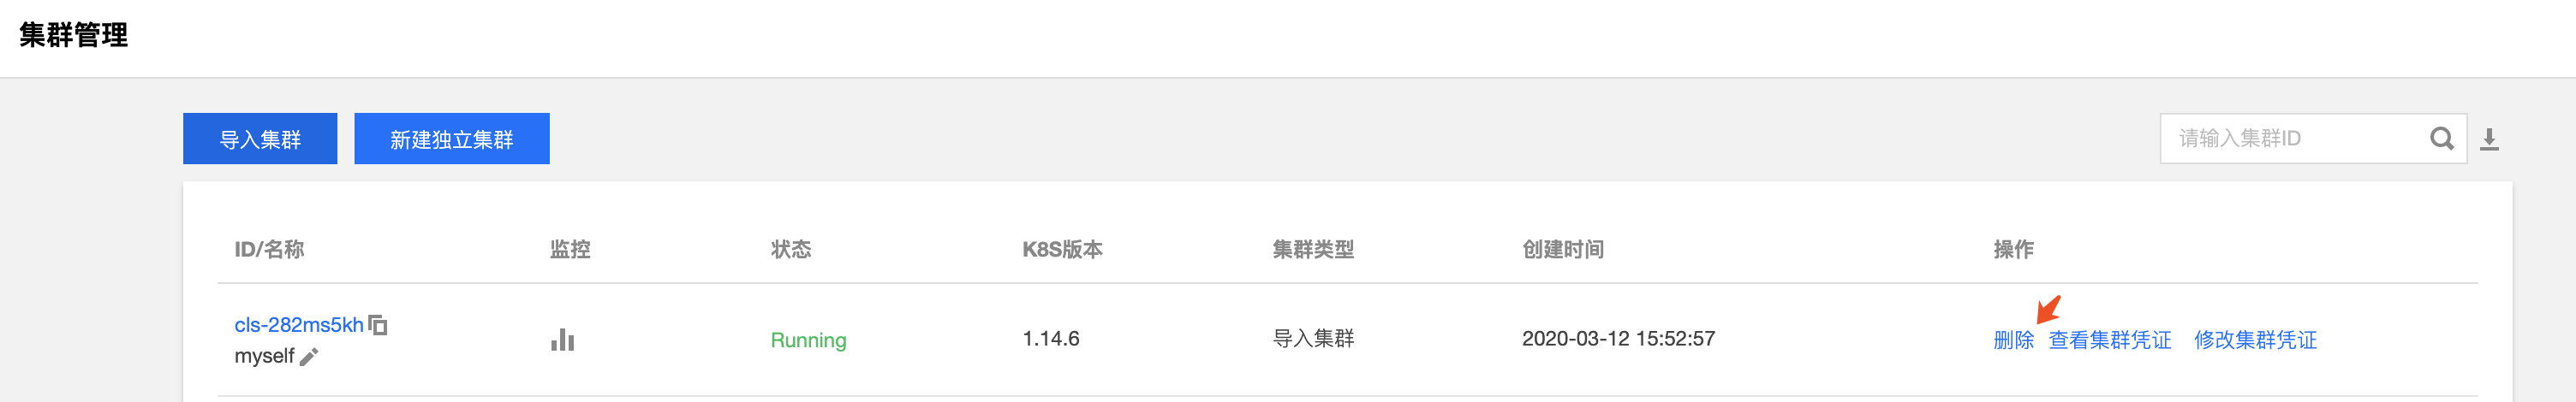 集群管理
导入集群 新建独立集群 请输入集群ID
ID/名称 监控 状态 K8S版本 集群类型 创建时间 操作
cls-282ms5kh
myself Running 1.14.6 导入集群 2020-03-12 15:52:57 删除 查看集群凭证 修改集群凭证